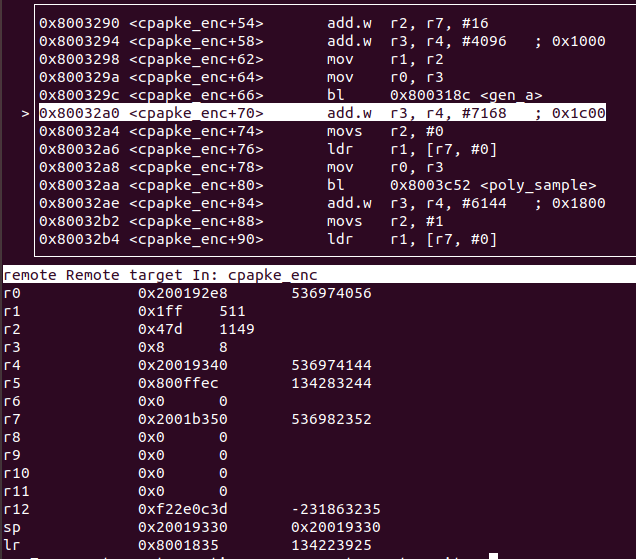 0x8003290 <cpapke_enc+54> add.w r2, r7, #16
0x8003294 <cpapke_enc+58> add.w r3, r4, #4096 ; 0x1000
0x8003298 <cpapke_enc+62> mov r1, r2
0x800329a <cpapke_enc+64> mov r0, r3
0x800329c <cpapke_enc+66> bl 0x800318c <gen_a>
> 0x80032a0 <cpapke_enc+70> add.w r3, r4, #7168 ; 0x1c00
0x80032a4 <cpapke_enc+74> movs r2, #0
0x80032a6 <cpapke_enc+76> ldr r1, [r7, #0]
0x80032a8 <cpapke_enc+78> mov r0, r3
0x80032aa <cpapke_enc+80> bl 0x8003c52 <poly_sample>
0x80032ae <cpapke_enc+84> add.w r3, r4, #6144 ; 0x1800
0x80032b2 <cpapke_enc+88> movs r2, #1
0x80032b4 <cpapke_enc+90> ldr r1, [r7, #0]
remote Remote target In: cpapke_enc
r0 0x200192e8 536974056
r1 0x1ff 511
r2 0x47d 1149
r3 0x8 8
r4 0x20019340 536974144
r5 0x800ffec 134283244
r6 0x0 0
r7 0x2001b350 536982352
r8 0x0 0
r9 0x0 0
r10 0x0 0
r11 0x0 0
r12 0xf22e0c3d -231863235
sp 0x20019330 0x20019330
lr 0x8001835 134223925